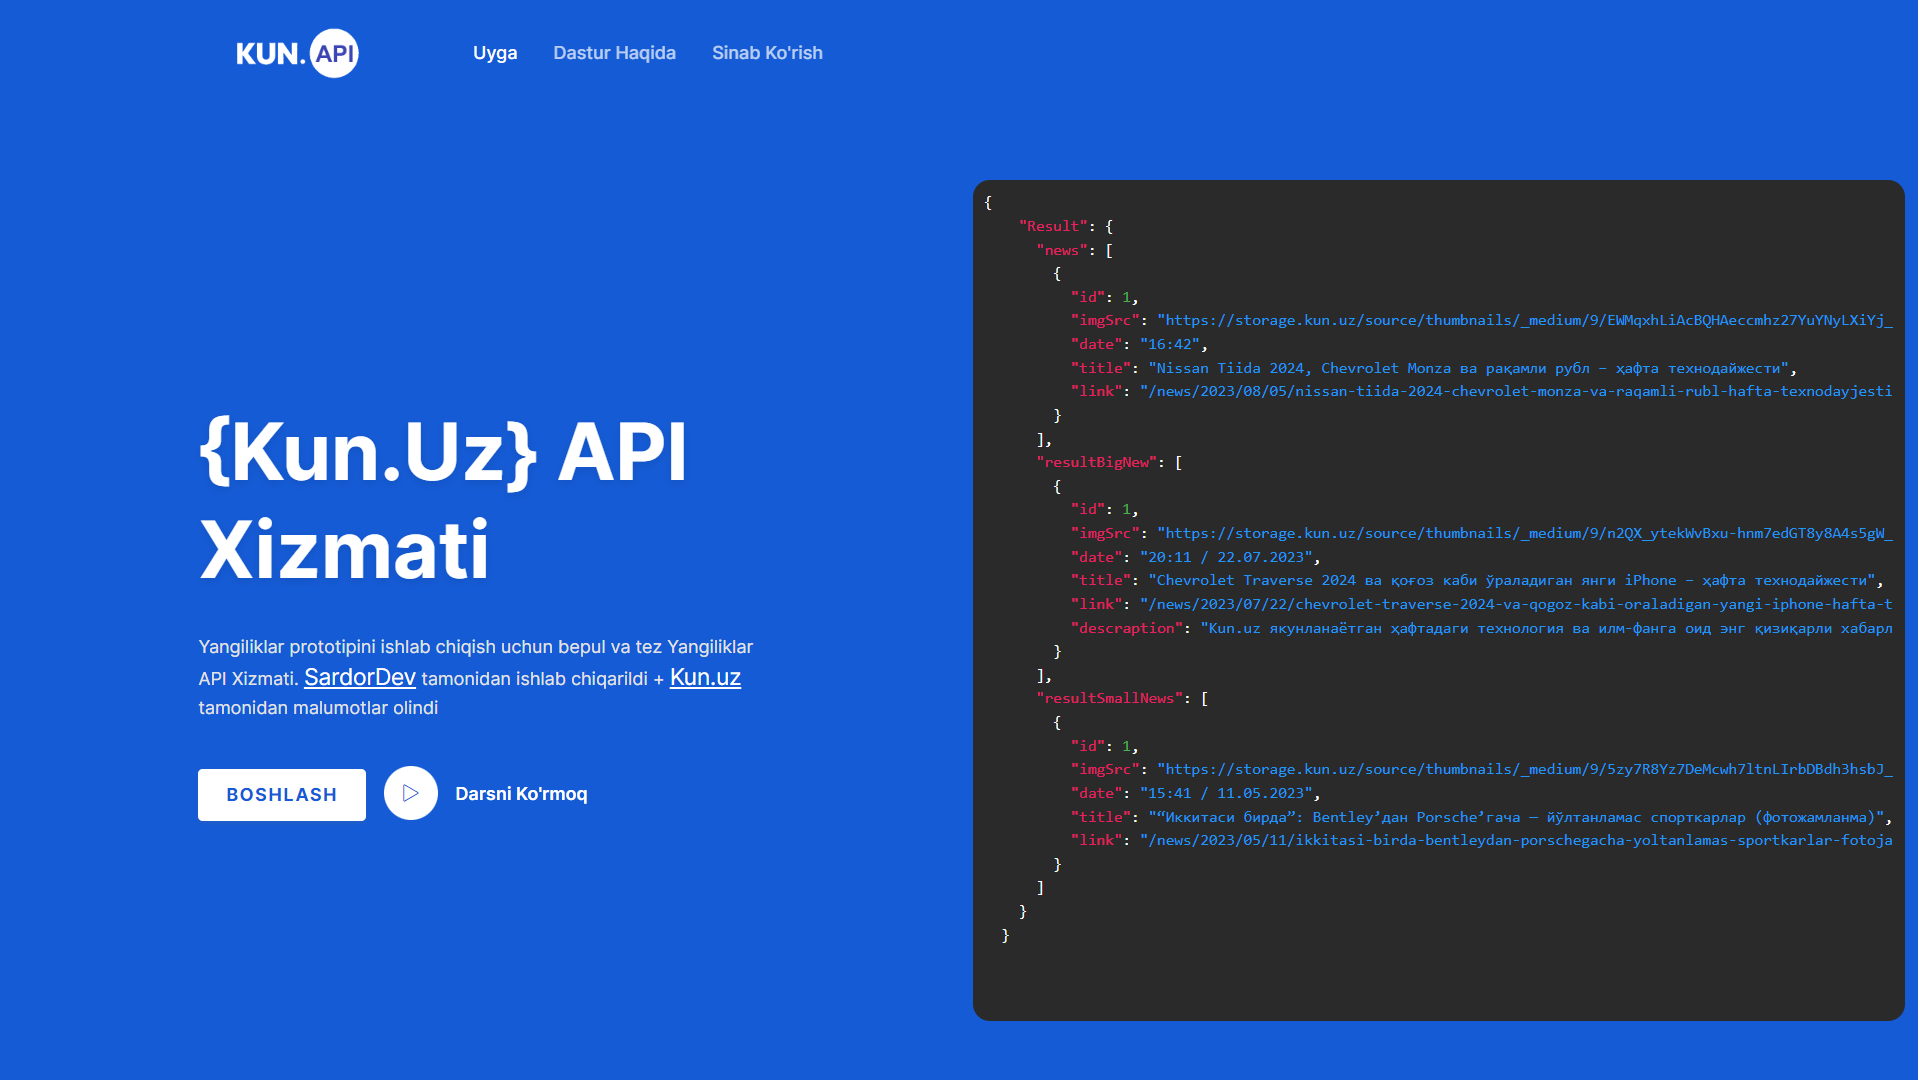 KUN. API
Uyga
Dastur Haqida
Sinab Ko'rish
{Kun.Uz} API
Xizmati
Yangiliklar prototipini ishlab chiqish uchun bepul va tez Yangiliklar
API Xizmati. SardorDev tamonidan ishlab chiqarildi + Kun.uz
tamonidan malumotlar olindi
BOSHLASH
Darsni Ko'rmoq
{
"Result": {
"news": [
{
"id": 1,
"imgSrc": "https://storage.kun.uz/source/thumbnails/_medium/9/EWMqxhLiAcBQHAeccmhz27YuYNyLXiYj_
"date": "16:42",
"title": "Nissan Tiida 2024, Chevrolet Monza ва рақамли рубл – ҳафта технодайжести",
"link": "/news/2023/08/05/nissan-tiida-2024-chevrolet-monza-va-raqamli-rubl-hafta-texnodayjesti
}
],
"resultBigNew": [
{
"id": 1,
"imgSrc": "https://storage.kun.uz/source/thumbnails/_medium/9/n2QX_ytekWvBxu-hnm7edGT8y8A4s5gW_
"date": "20:11 / 22.07.2023",
"title": "Chevrolet Traverse 2024 ва қоғоз каби ўраладиган янги iPhone – ҳафта технодайжести",
"link": "/news/2023/07/22/chevrolet-traverse-2024-va-qogoz-kabi-oraladigan-yangi-iphone-hafta-t
"descraption": "Kun.uz якунланаётган ҳафтадаги технология ва илм-фанга оид энг қизиқарли хабарл
}
],
"resultSmallNews": [
{
"id": 1,
"imgSrc": "https://storage.kun.uz/source/thumbnails/_medium/9/5zy7R8Yz7DeMcwh7ltnLIrbDBdh3hsbJ_
"date": "15:41 / 11.05.2023",
"title": "“Иккитаси бирда”: Bentley’дан Porsche’гача — йўлтанламас спорткарлар (фотожамланма)",
"link": "/news/2023/05/11/ikkitasi-birda-bentleydan-porschegacha-yoltanlamas-sportkarlar-fotoja
}
]
}
}